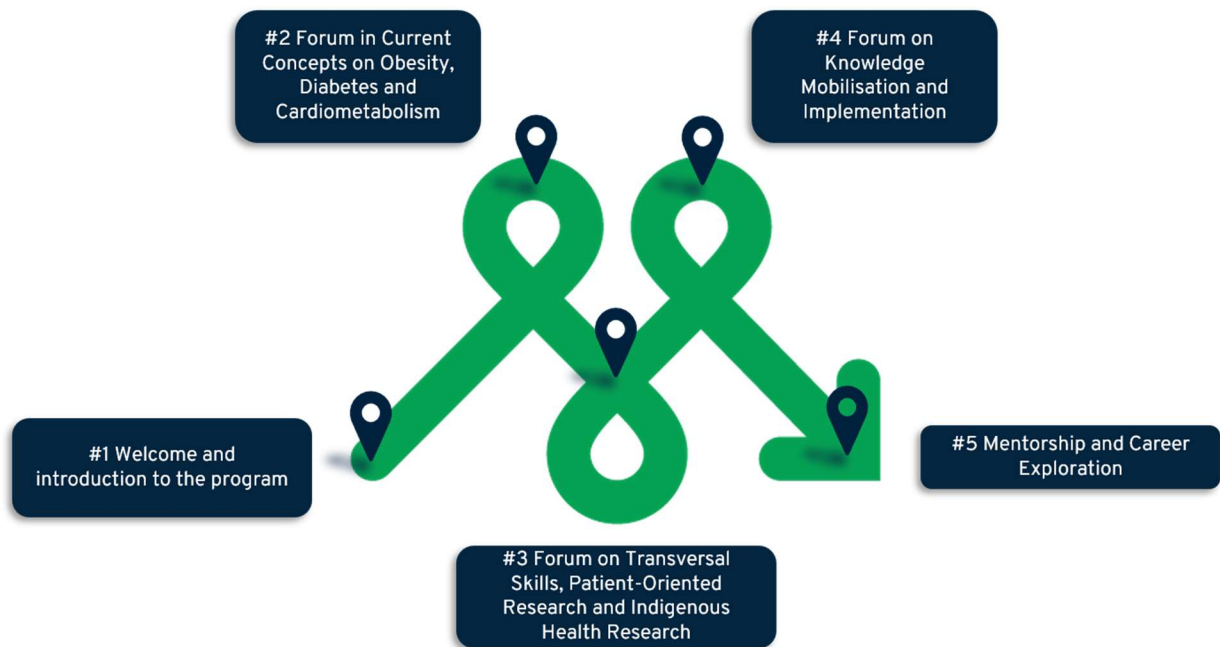 #1 Welcome and
introduction to the program
#2 Forum in Current
Concepts on Obesity,
Diabetes and
Cardiometabolism
#3 Forum on Transversal
Skills, Patient-Oriented
Research and Indigenous
Health Research
#4 Forum on
Knowledge
Mobilisation and
Implementation
#5 Mentorship and Career
Exploration